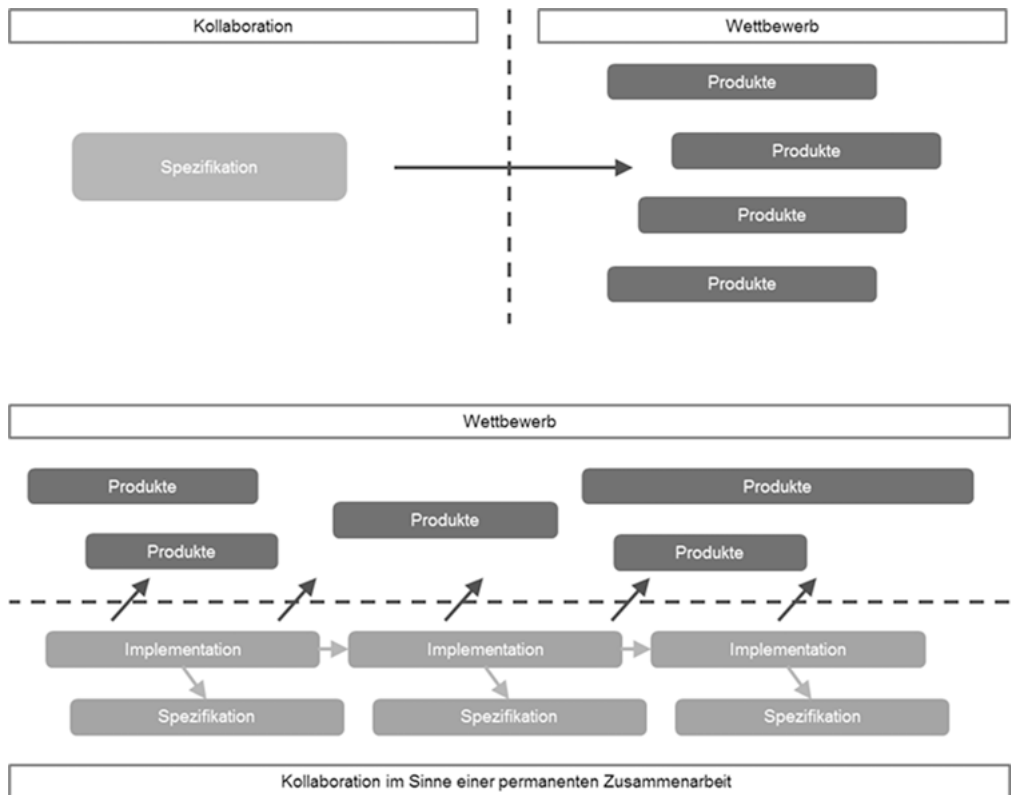 Kollaboration
Wettbewerb
Produkte
Spezifikation
Produkte
Produkte
Produkte
Wettbewerb
Produkte
Produkte
Produkte
Produkte
Produkte
Implementation
Implementation
Implementation
Spezifikation
Spezifikation
Spezifikation
Kollaboration im Sinne einer permanenten Zusammenarbeit